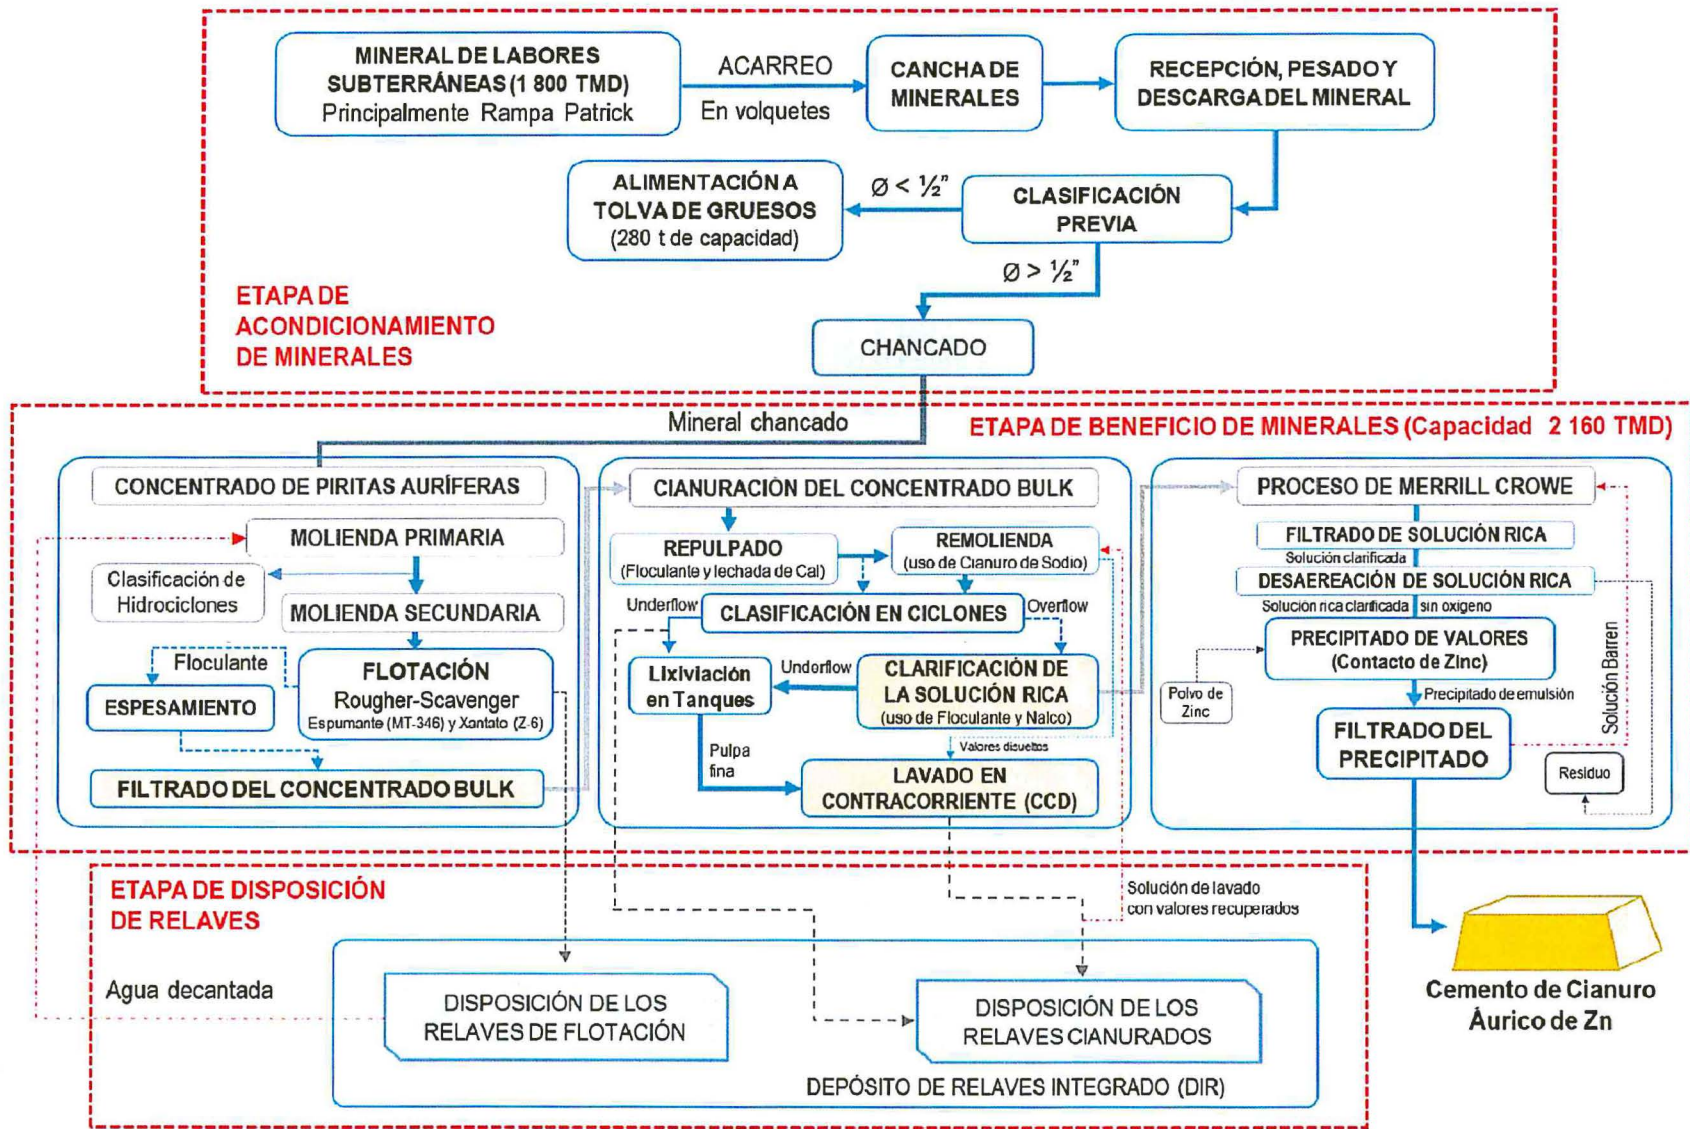 MINERAL DE LABORES
SUBTERRÁNEAS (1 800 TMD)
Principalmente Rampa Patrick
ACARREO
En volquetes
CANCHA DE
MINERALES
RECEPCIÓN, PESADO Y
DESCARGA DEL MINERAL
ALIMENTACIÓN A
TOLVA DE GRUESOS
(280 t de capacidad)
Ø < ½"
CLASIFICACIÓN
PREVIA
Ø > ½"
ETAPA DE
ACONDICIONAMIENTO
DE MINERALES
CHANCADO
Mineral chancado
ETAPA DE BENEFICIO DE MINERALES (Capacidad 2 160 TMD)
CONCENTRADO DE PIRITAS AURÍFERAS
MOLIENDA PRIMARIA
Clasificación de
Hidrociclones
MOLIENDA SECUNDARIA
Floculante
FLOTACIÓN
Rougher-Scavenger
Espumante (MT-346) y Xantato (Z-6)
ESPESAMIENTO
FILTRADO DEL CONCENTRADO BULK
CIANURACIÓN DEL CONCENTRADO BULK
REPULPADO
(Floculante y lechada de Cal)
REMOLIENDA
(uso de Cianuro de Sodio)
Underflow
CLASIFICACIÓN EN CICLONES
Overflow
Lixiviación
en Tanques
Underflow
CLARIFICACIÓN DE
LA SOLUCIÓN RICA
(uso de Floculante y Nalco)
Pulpa
fina
Valores disueltos
LAVADO EN
CONTRACORRIENTE (CCD)
PROCESO DE MERRILL CROWE
FILTRADO DE SOLUCIÓN RICA
Solución clarificada
DESAEREACIÓN DE SOLUCIÓN RICA
Solución rica clarificada sin oxigeno
PRECIPITADO DE VALORES
(Contacto de Zinc)
Polvo de
Zinc
Precipitado de emulsión
Solución Barren
FILTRADO DEL
PRECIPITADO
Residuo
ETAPA DE DISPOSICIÓN
DE RELAVES
Solución de lavado
con valores recuperados
Agua decantada
DISPOSICIÓN DE LOS
RELAVES DE FLOTACIÓN
DISPOSICIÓN DE LOS
RELAVES CIANURADOS
DEPÓSITO DE RELAVES INTEGRADO (DIR)
Cemento de Cianuro
Áurico de Zn